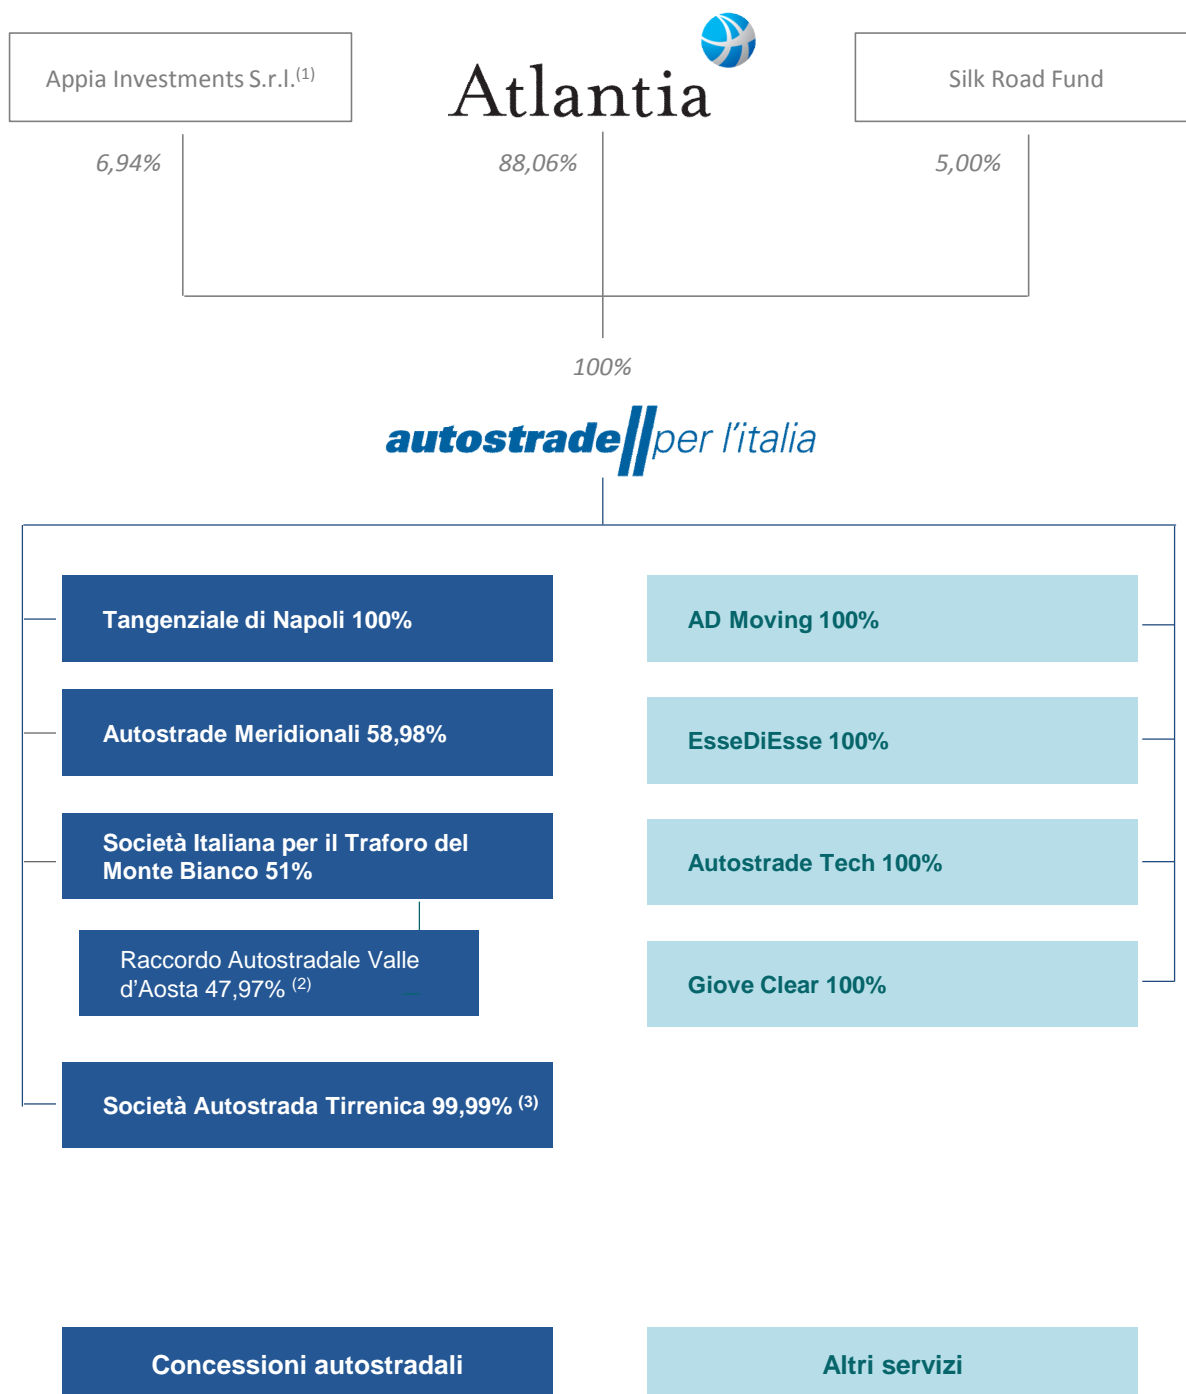 Appia Investments S.r.l.(1)
Atlantia
Silk Road Fund
6,94%
88,06%
5,00%
100%
autostrade per l'italia
Tangenziale di Napoli 100%
AD Moving 100%
Autostrade Meridionali 58,98%
EsseDiEsse 100%
Società Italiana per il Traforo del
Monte Bianco 51%
Autostrade Tech 100%
Raccordo Autostradale Valle
d'Aosta 47,97% (2)
Giove Clear 100%
Società Autostrada Tirrenica 99,99% (3)
Concessioni autostradali
Altri servizi